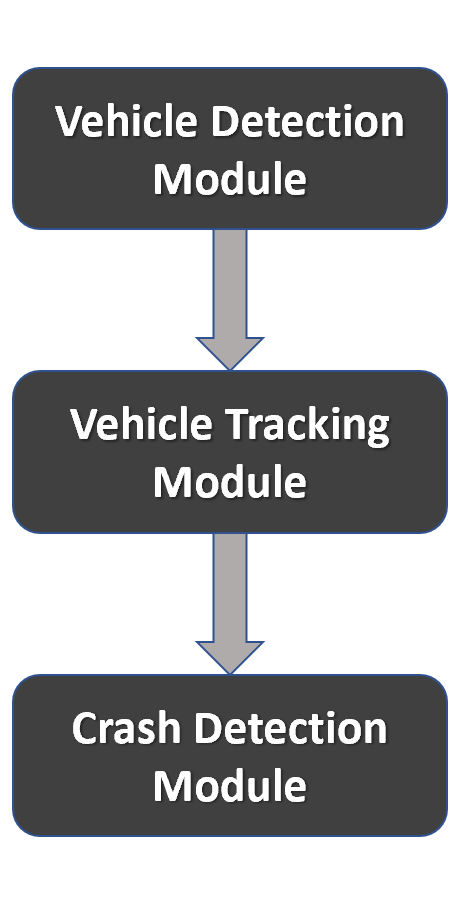 Vehicle Detection
Module
Vehicle Tracking
Module
Crash Detection
Module